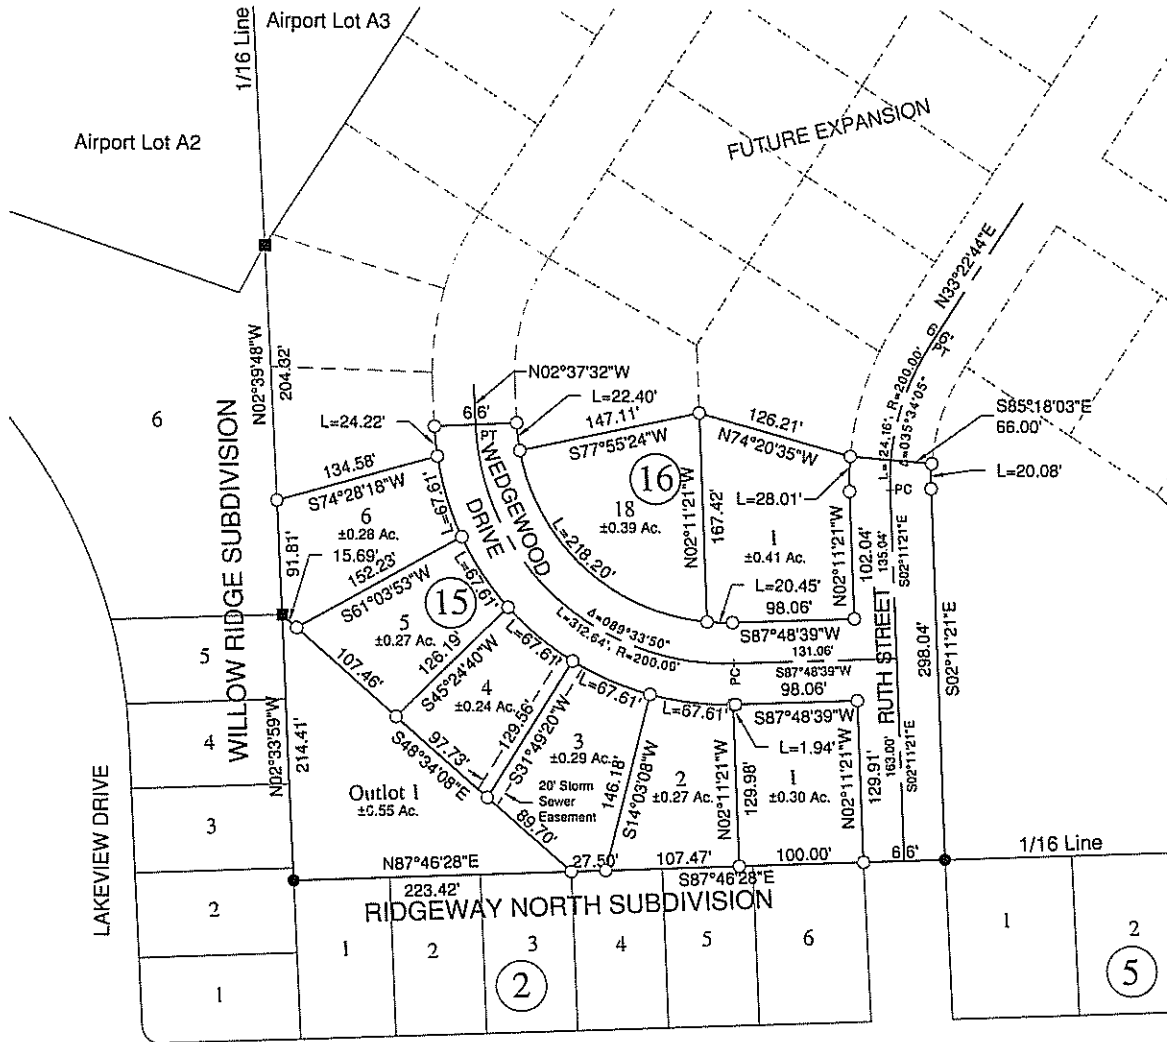 Airport Lot A3
1/16 Line
Airport Lot A2
FUTURE EXPANSION
N33°22'44"E
6'6'
PT
L=124.16', R=200.00'
Δ=035°34'05"
S85°18'03"E
66.00'
L=20.08'
PC
N02°37'32"W
L=22.40'
147.11'
S77°55'24"W
126.21'
N74°20'35"W
L=24.22'
6'6'
PT
N02°39'48"W
204.32'
6
WILLOW RIDGE SUBDIVISION
134.58'
S74°28'18"W
6
±0.28 Ac.
L=67.61'
WEDGEWOOD
DRIVE
16
18
±0.39 Ac.
N02°11'21"W
167.42'
L=28.01'
1
±0.41 Ac.
N02°11'21"W
102.04'
135.04'
S02°11'21"E
91.81'
15.69'
152.23'
S61°03'53"W
15
L=67.61'
L=218.20'
L=20.45'
98.06'
S87°48'39"W
5
±0.27 Ac.
126.19'
S45°24'40"W
Δ=089°33'50"
L=312.64', R=200.00'
131.06'
S87°48'39"W
PC
98.06'
S87°48'39"W
RUTH STREET
298.04'
S02°11'21"E
107.46'
L=67.61'
4
±0.24 Ac.
L=67.61'
L=67.61'
L=1.94'
5
4
3
2
1
LAKEVIEW DRIVE
N02°33'59"W
214.41'
97.73'
S48°34'08"E
129.56'
S31°49'20"W
3
±0.29 Ac.
146.18'
S14°03'08"W
2
±0.27 Ac.
N02°11'21"W
129.98'
1
±0.30 Ac.
N02°11'21"W
129.91'
163.00'
S02°11'21"E
Outlot 1
±0.55 Ac.
20' Storm
Sewer
Easement
89.70'
N87°46'28"E
223.42'
27.50'
107.47'
100.00'
S87°46'28"E
6'6'
1/16 Line
RIDGEWAY NORTH SUBDIVISION
1
2
3
4
5
6
2
1
2
5